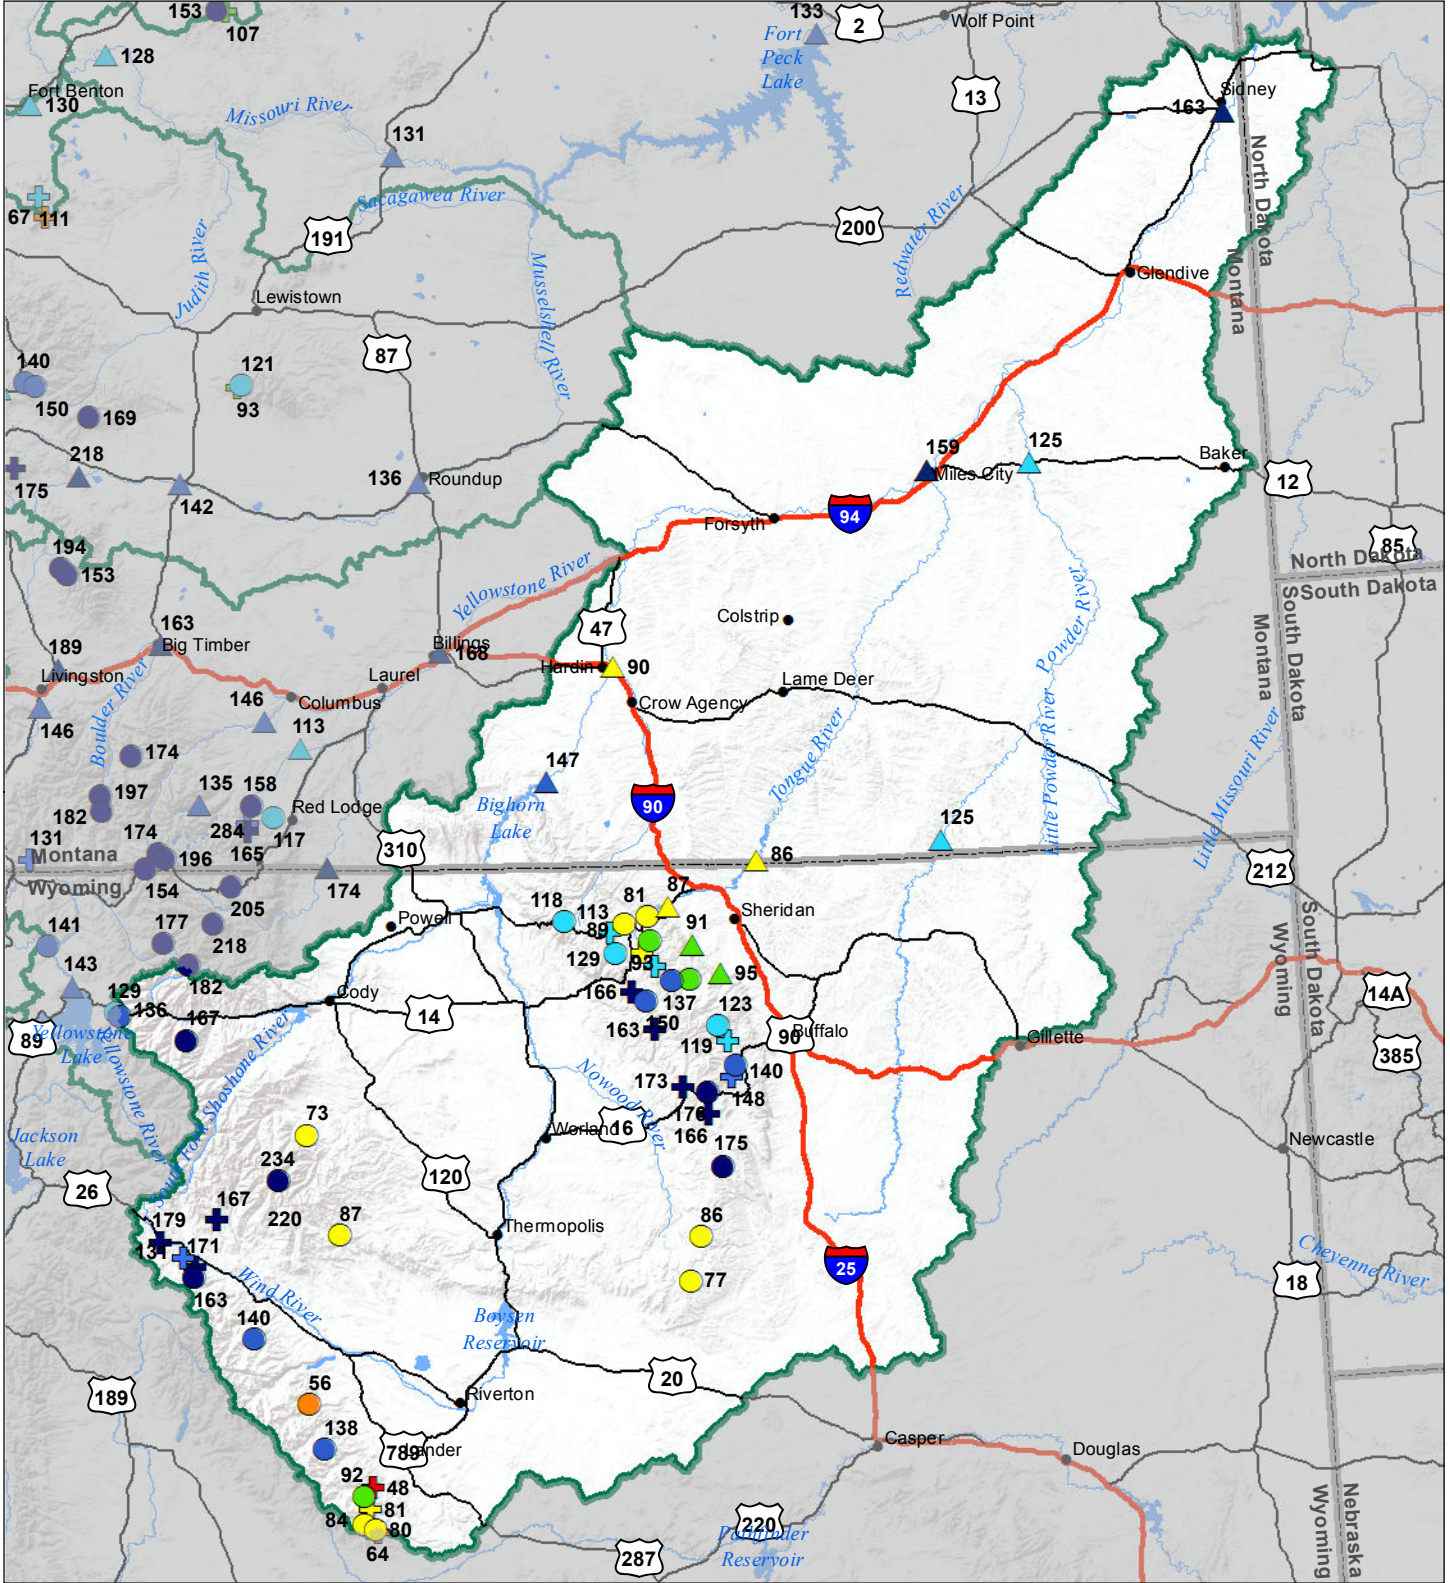 153
107
133
2
Wolf Point
128
Fort
Peck
Lake
Fort Benton
130
Missouri River
13
Sidney
163
131
67
111
Sacagawea River
North Dakota
Montana
191
200
Redwater River
Judith River
Musselshell River
Glendive
Lewistown
87
140
121
150
93
169
218
159
125
Baker
175
142
136
Roundup
Miles City
12
94
Forsyth
85
194
153
Yellowstone River
North Dakota
South Dakota
Colstrip
Powder River
47
South Dakota
Montana
163
Big Timber
Billings
168
189
Livingston
Laurel
Hardin
90
Lame Deer
Columbus
Crow Agency
146
146
113
Boulder River
174
147
Tongue River
Little Powder River
Little Missouri River
197
135
158
Bighorn
Lake
90
182
284
Red Lodge
174
117
125
131
196
165
310
86
Montana
Wyoming
154
174
212
205
87
177
218
118
113
81
91
Sheridan
Powell
89
141
129
93
95
South Dakota
Wyoming
143
182
166
14A
129
136
Cody
137
123
14
167
150
163
119
90
Buffalo
Gillette
89
Yellowstone
Lake
385
Yellowstone River
South Fork Shoshone River
Nowood River
140
173
148
73
176
16
166
Worland
Jackson
Lake
Newcastle
234
175
26
120
167
220
87
86
179
Thermopolis
131
171
Cheyenne River
77
25
18
163
Wind River
140
Boysen
Reservoir
20
189
56
Riverton
138
789
Lander
Casper
Douglas
92
48
81
84
80
64
220
Pathfinder
Reservoir
287
Nebraska
Wyoming